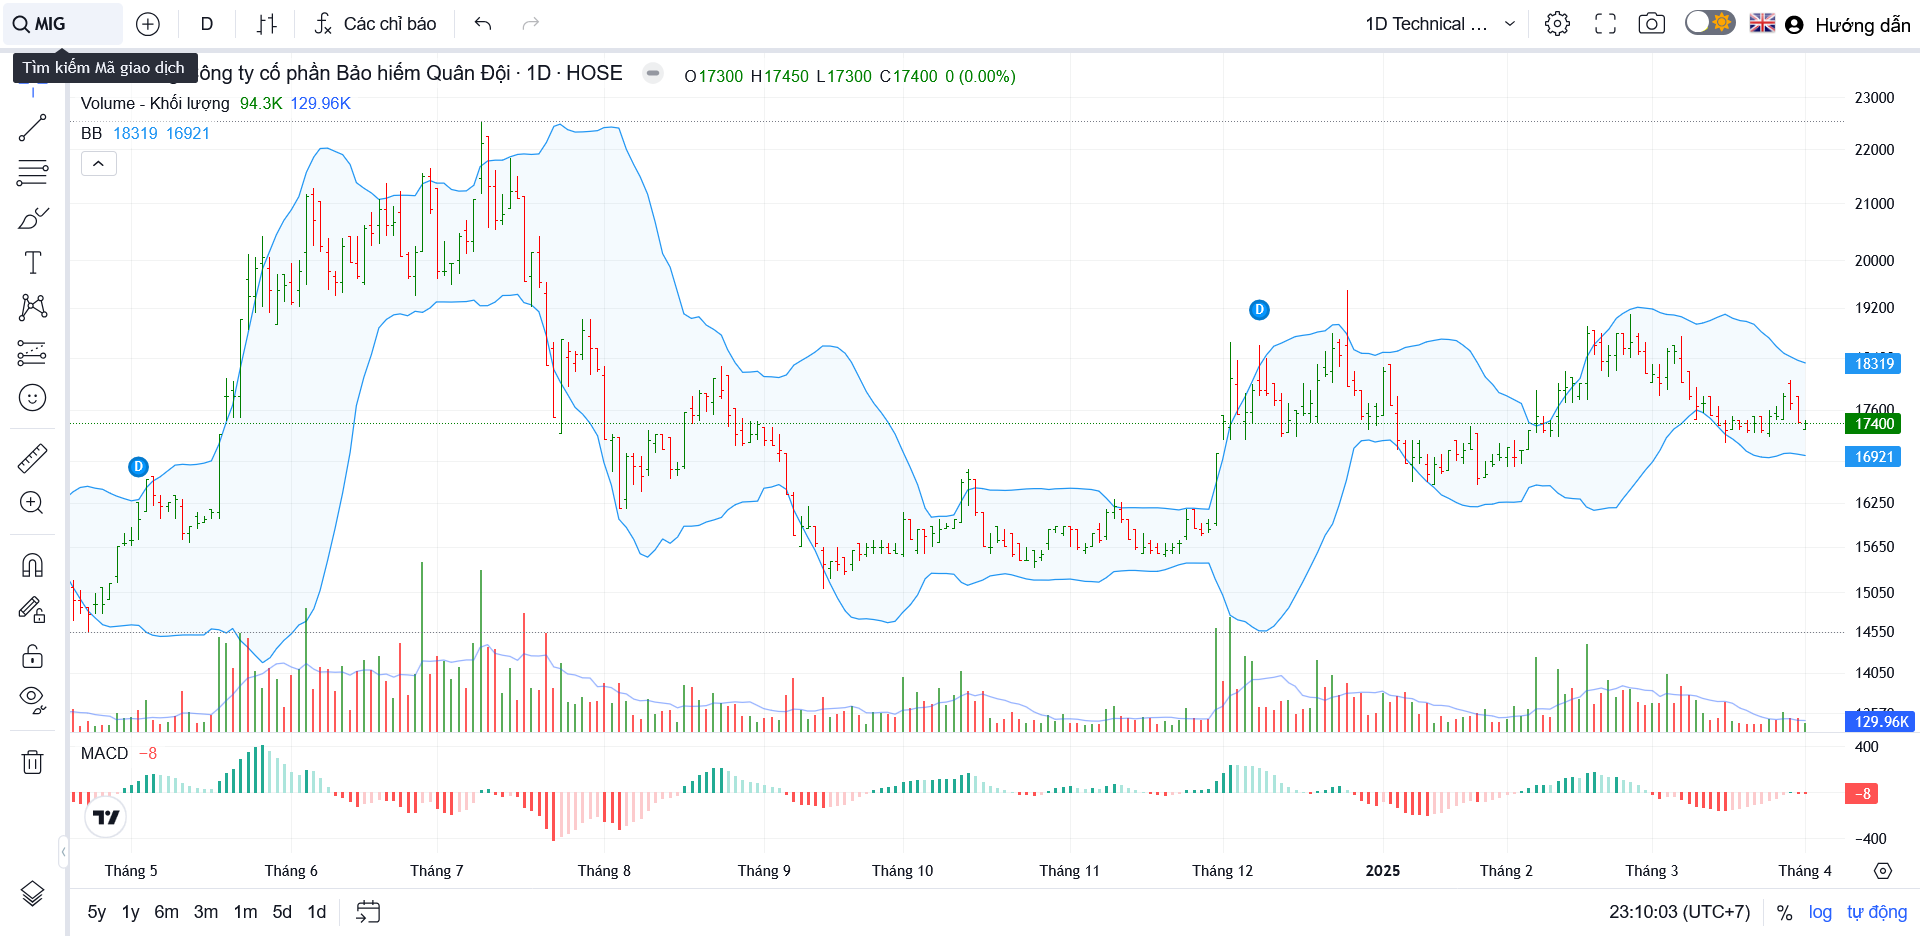 MIG
D
Các chỉ báo
1D Technical ...
Hướng dẫn
Tìm kiếm Mã giao dịch
ông ty cố phần Bảo hiểm Quân Đội · 1D · HOSE
O17300 H17450 L17300 C17400 0 (0.00%)
Volume - Khối lượng 94.3K 129.96K
BB 18319 16921
23000
22000
21000
20000
19200
18319
17600
17400
16921
16250
15650
15050
14550
14050
129.96K
D
D
MACD −8
400
−8
−400
Tháng 5
Tháng 6
Tháng 7
Tháng 8
Tháng 9
Tháng 10
Tháng 11
Tháng 12
2025
Tháng 2
Tháng 3
Tháng 4
5y 1y 6m 3m 1m 5d 1d
23:10:03 (UTC+7)
% log tự động